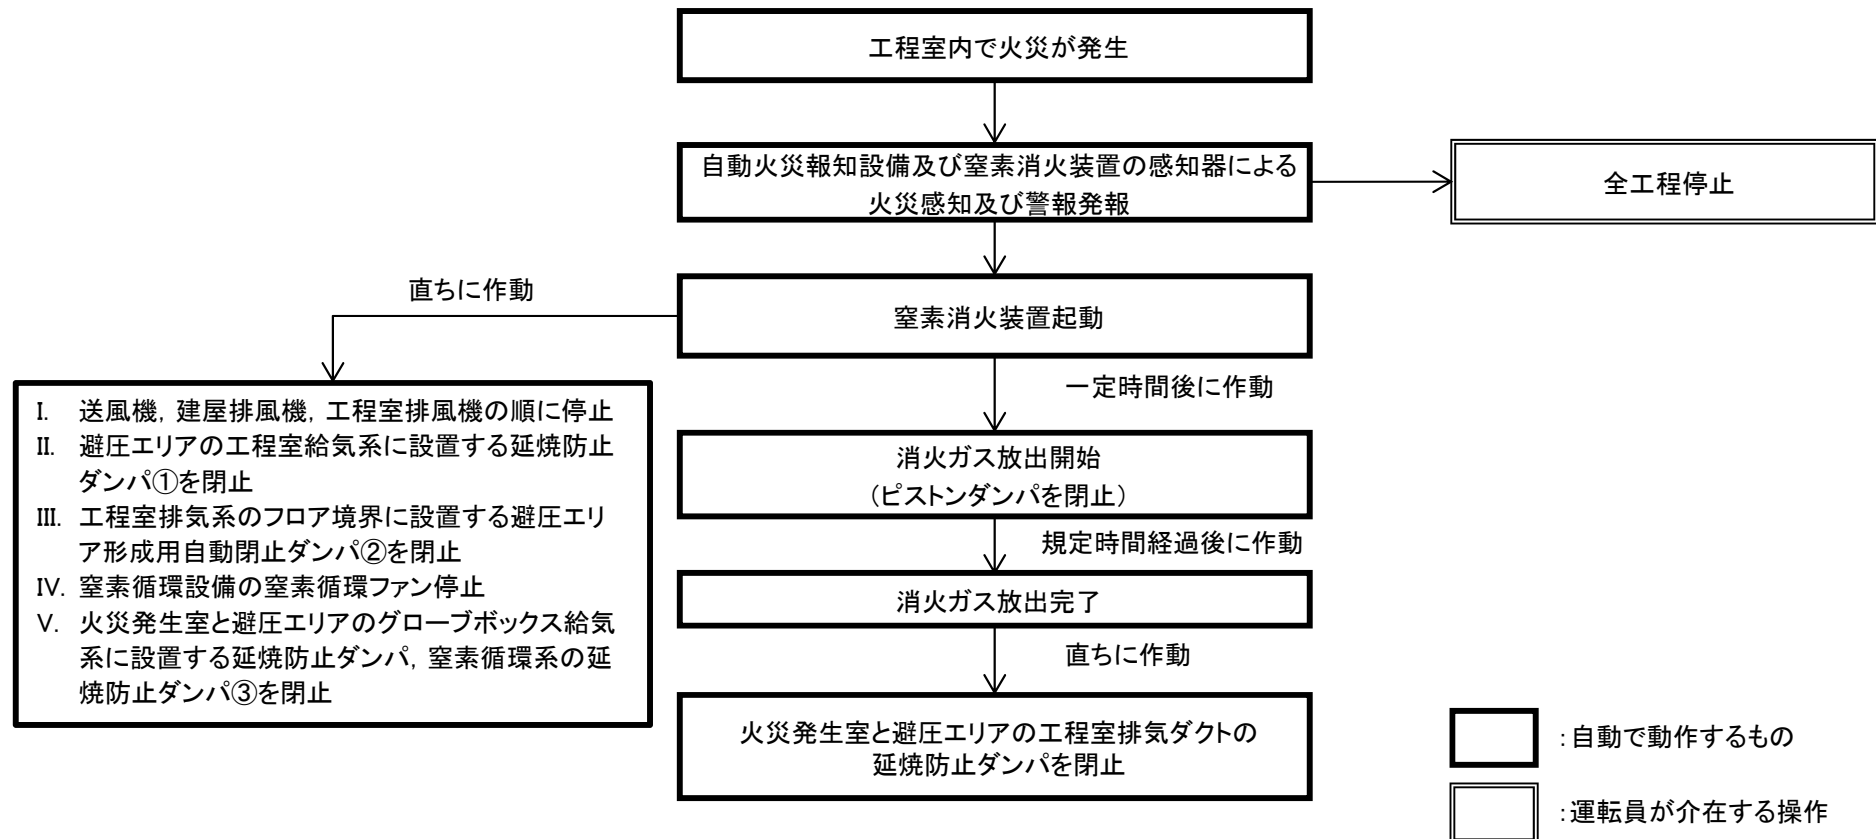 工程室内で火災が発生
自動火災報知設備及び窒素消火装置の感知器による
火災感知及び警報発報
全工程停止
窒素消火装置起動
直ちに作動
I. 送風機，建屋排風機，工程室排風機の順に停止
II. 避圧エリアの工程室給気系に設置する延焼防止
ダンパ①を閉止
III. 工程室排気系のフロア境界に設置する避圧エリ
ア形成用自動閉止ダンパ②を閉止
IV. 窒素循環設備の窒素循環ファン停止
V. 火災発生室と避圧エリアのグローブボックス給気
系に設置する延焼防止ダンパ，窒素循環系の延
焼防止ダンパ③を閉止
一定時間後に作動
消火ガス放出開始
（ピストンダンパを閉止）
規定時間経過後に作動
消火ガス放出完了
直ちに作動
火災発生室と避圧エリアの工程室排気ダクトの
延焼防止ダンパを閉止
：自動で動作するもの
：運転員が介在する操作